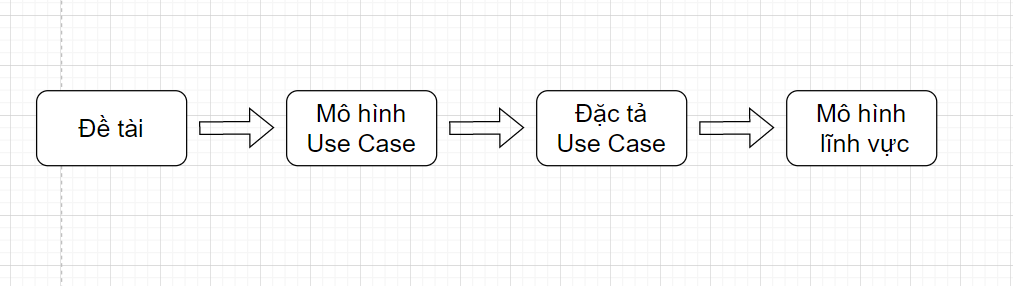 Đề tài
Mô hình
Use Case
Đặc tả
Use Case
Mô hình
lĩnh vực